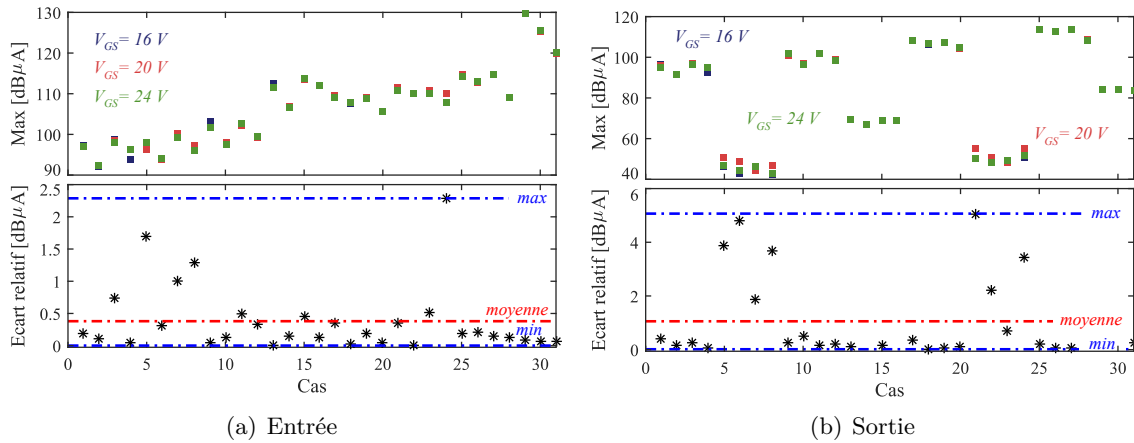 130
120
110
100
90
Max [dBμA]
V_GS= 16 V
V_GS= 20 V
V_GS= 24 V
2.5
2
1.5
1
0.5
0
Ecart relatif [dBμA]
max
moyenne
min
0 5 10 15 20 25 30
Cas
(a) Entrée
120
100
80
60
40
Max [dBμA]
V_GS= 16 V
V_GS= 24 V
V_GS= 20 V
6
4
2
0
Ecart relatif [dBμA]
max
moyenne
min
0 5 10 15 20 25 30
Cas
(b) Sortie